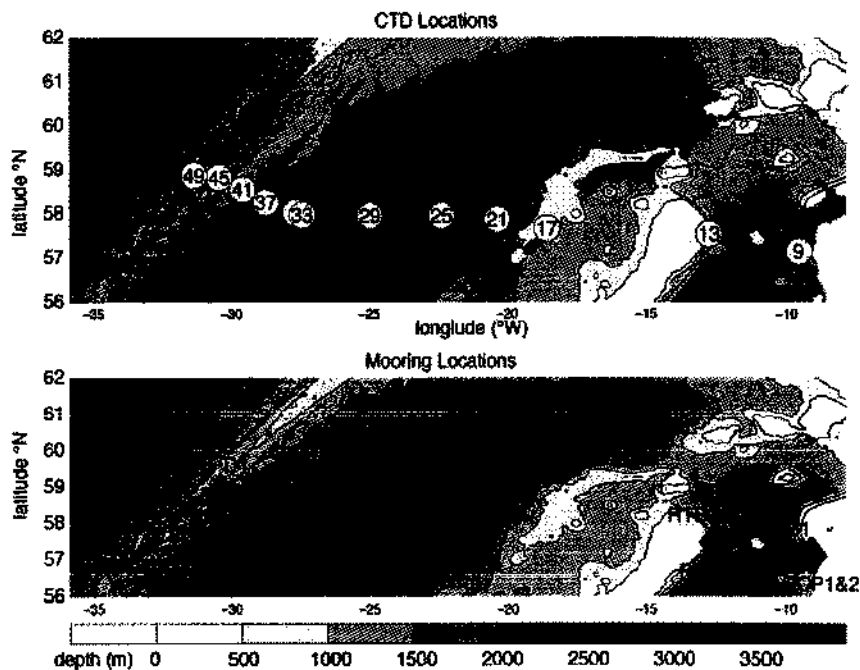 CTD Locations
62
61
60
59
58
57
56
latitude °N
49 45 41 37 33 29 25 21 17 13 9
-35 -30 -25 -20 -15 -10
longlude (°W)
Mooring Locations
62
61
60
59
58
57
56
latitude °N
P1&2
-35 -30 -25 -20 -15 -10
depth (m) 0 500 1000 1500 2000 2500 3000 3500